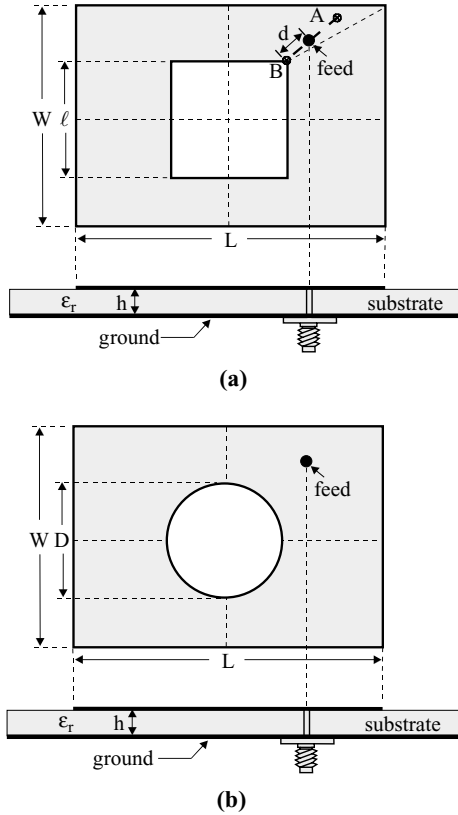 A
d
B
feed
W
ℓ
L
εr
h
substrate
ground
(a)
feed
W
D
L
εr
h
substrate
ground
(b)